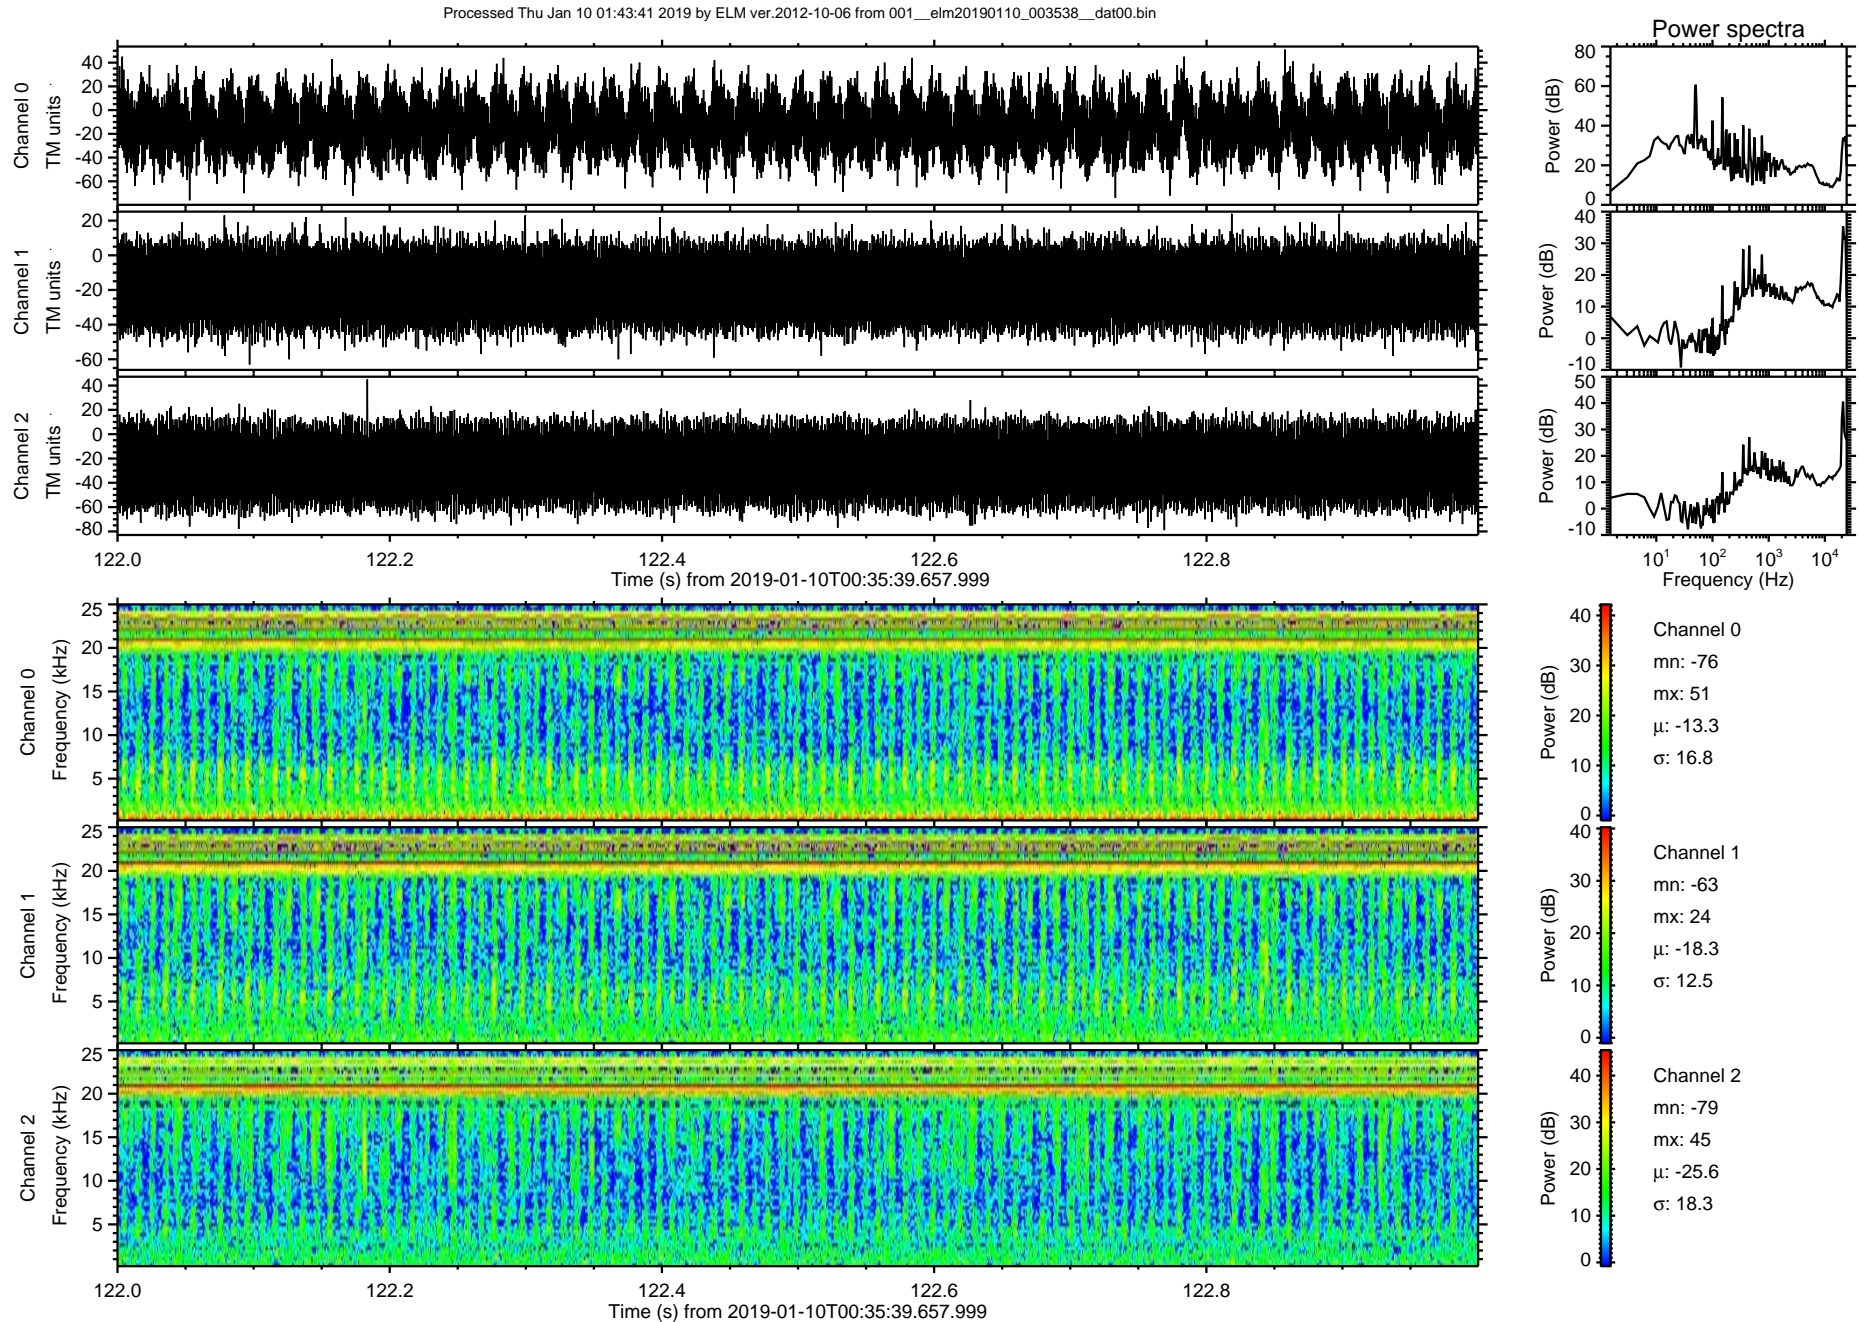 Processed Thu Jan 10 01:43:41 2019 by ELM ver.2012-10-06 from 001__elm20190110_003538__dat00.bin
Power spectra
Channel 0
TM units
40
20
0
-20
-40
-60
Power (dB)
80
60
40
20
0
Channel 1
TM units
20
0
-20
-40
-60
Power (dB)
40
30
20
10
0
-10
Channel 2
TM units
40
20
0
-20
-40
-60
-80
Power (dB)
50
40
30
20
10
0
-10
122.0 122.2 122.4 122.6 122.8
Time (s) from 2019-01-10T00:35:39.657.999
10¹ 10² 10³ 10⁴
Frequency (Hz)
Channel 0
Frequency (kHz)
25
20
15
10
5
Power (dB)
40
30
20
10
0
Channel 0
mn: -76
mx: 51
μ: -13.3
σ: 16.8
Channel 1
Frequency (kHz)
25
20
15
10
5
Power (dB)
40
30
20
10
0
Channel 1
mn: -63
mx: 24
μ: -18.3
σ: 12.5
Channel 2
Frequency (kHz)
25
20
15
10
5
Power (dB)
40
30
20
10
0
Channel 2
mn: -79
mx: 45
μ: -25.6
σ: 18.3
122.0 122.2 122.4 122.6 122.8
Time (s) from 2019-01-10T00:35:39.657.999